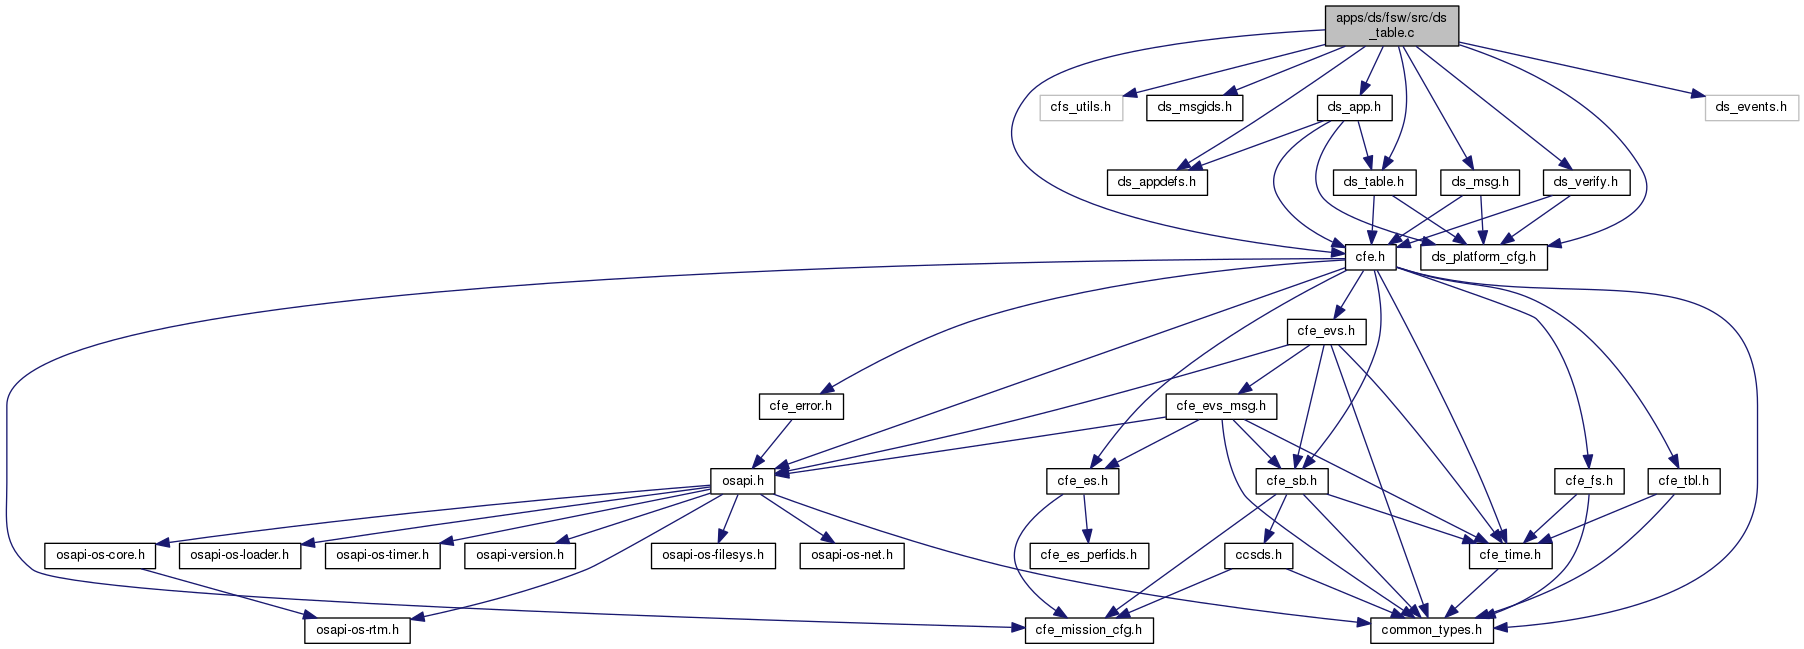 apps/ds/fsw/src/ds
_table.c
cfs_utils.h
ds_msgids.h
ds_app.h
ds_events.h
ds_appdefs.h
ds_table.h
ds_msg.h
ds_verify.h
cfe.h
ds_platform_cfg.h
cfe_evs.h
cfe_error.h
cfe_evs_msg.h
osapi.h
cfe_es.h
cfe_sb.h
cfe_fs.h
cfe_tbl.h
osapi-os-core.h
osapi-os-loader.h
osapi-os-timer.h
osapi-version.h
osapi-os-filesys.h
osapi-os-net.h
cfe_es_perfids.h
ccsds.h
cfe_time.h
osapi-os-rtm.h
cfe_mission_cfg.h
common_types.h